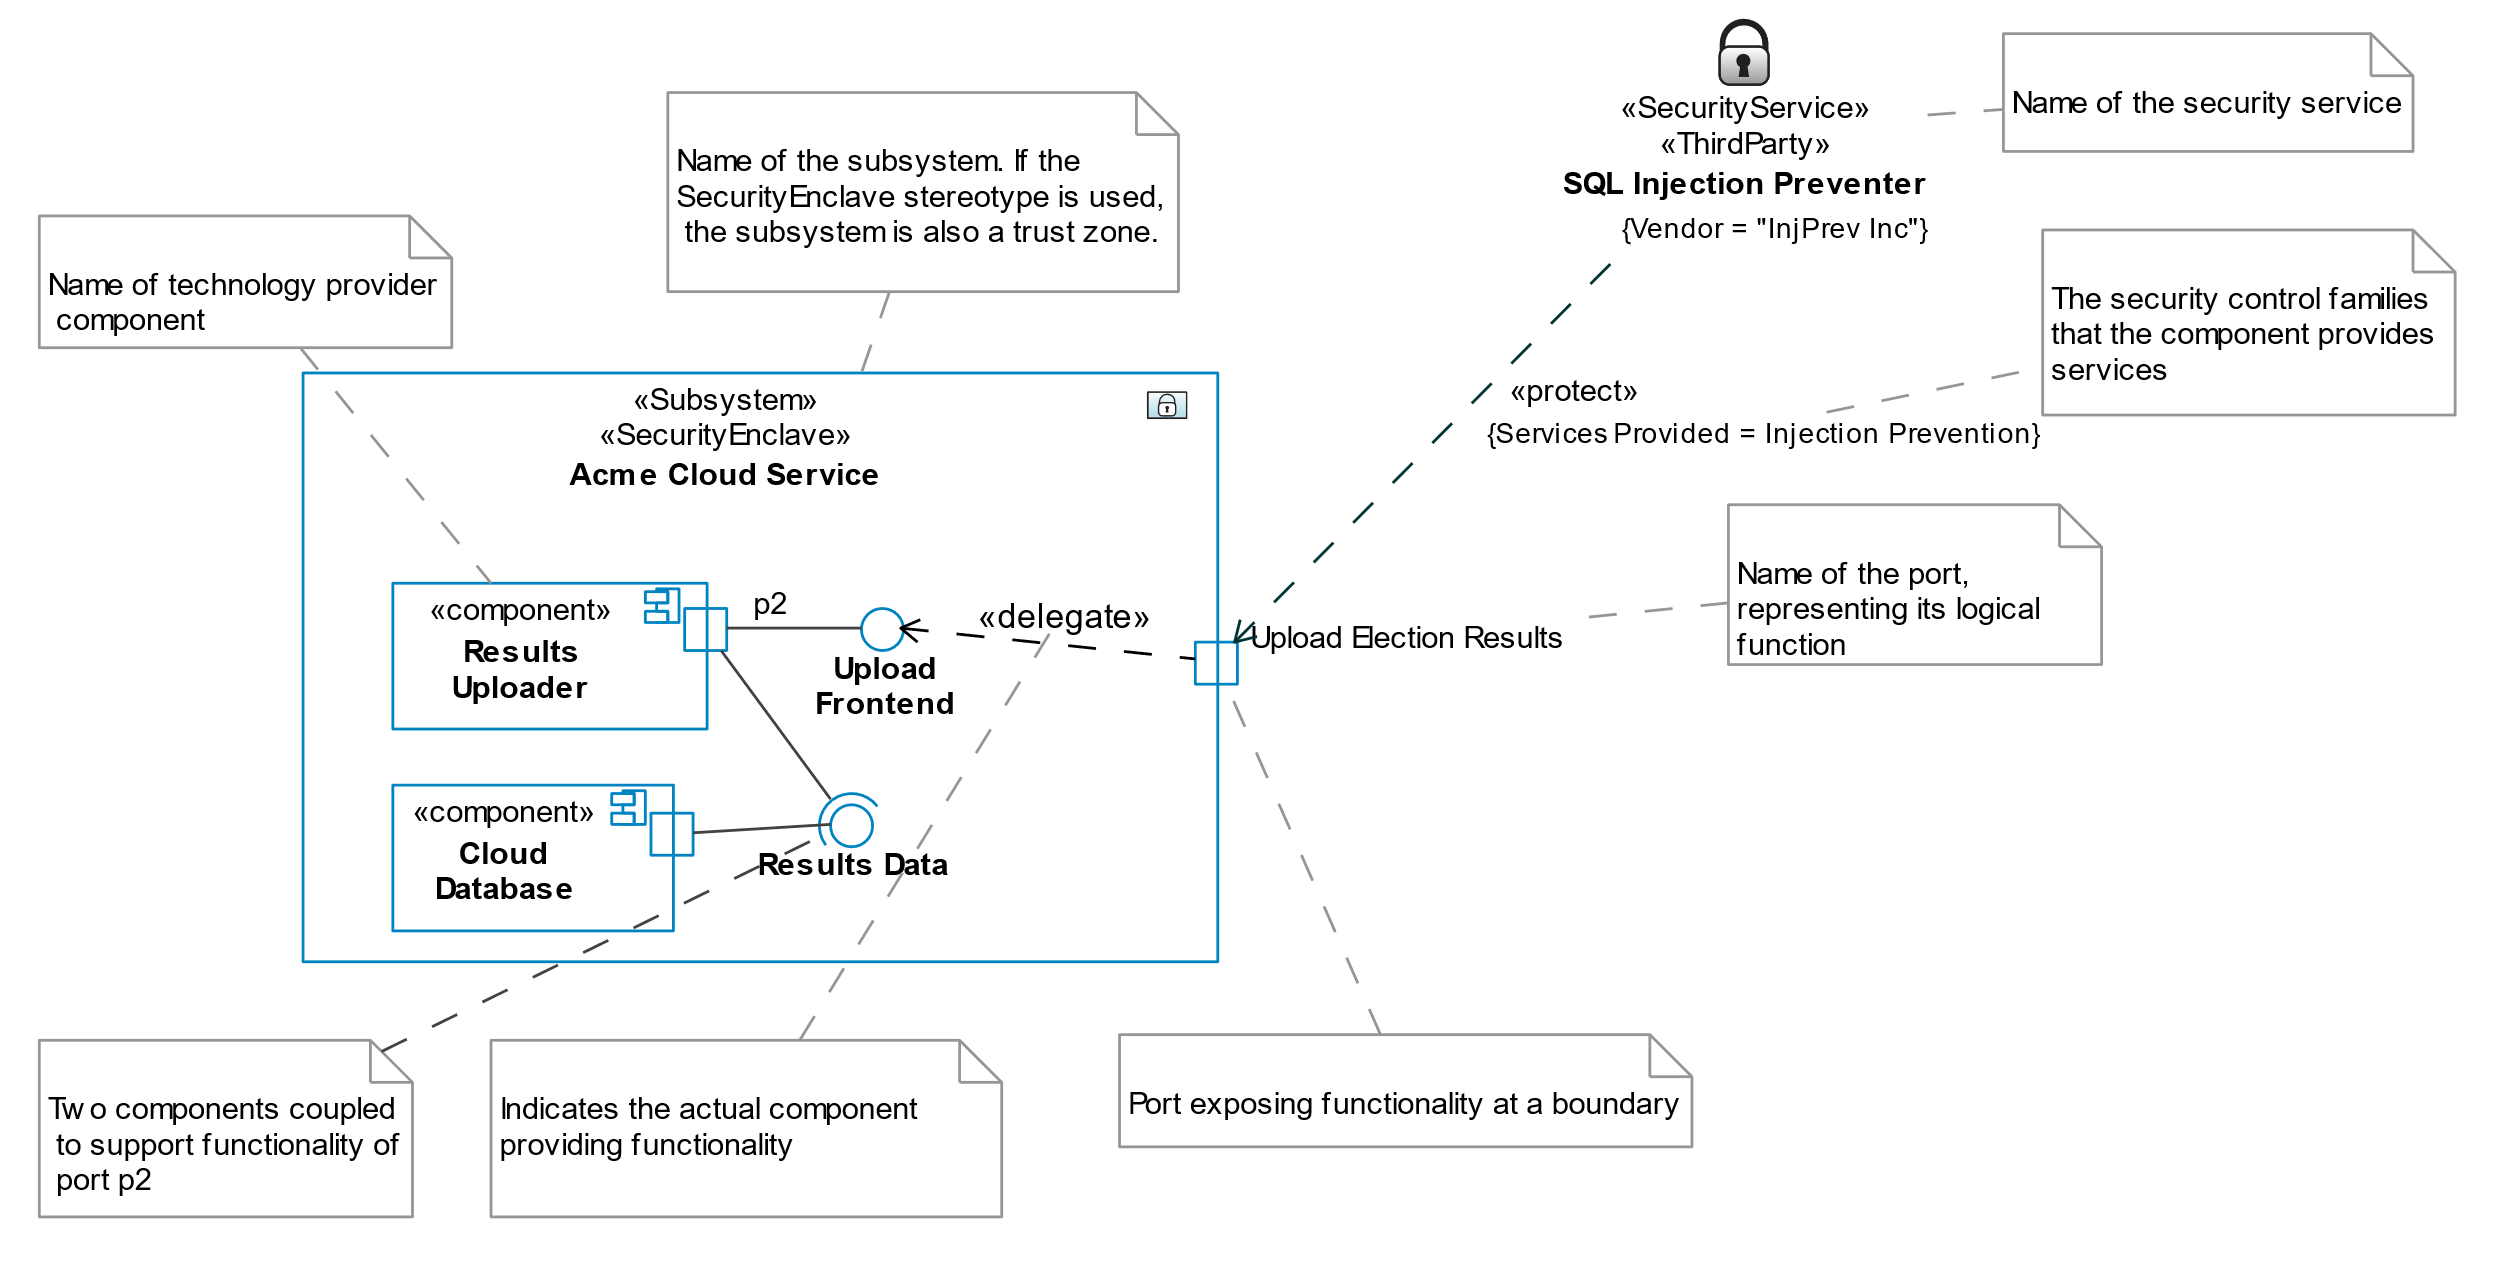 «SecurityService»
«ThirdParty»
SQL Injection Preventer
{Vendor = "InjPrev Inc"}
Name of the security service
Name of the subsystem. If the
SecurityEnclave stereotype is used,
the subsystem is also a trust zone.
Name of technology provider
component
The security control families
that the component provides
services
«protect»
{Services Provided = Injection Prevention}
«Subsystem»
«SecurityEnclave»
Acme Cloud Service
Name of the port,
representing its logical
function
«component»
Results
Uploader
p2
Upload
Frontend
«delegate»
Upload Election Results
«component»
Cloud
Database
Results Data
Two components coupled
to support functionality of
port p2
Indicates the actual component
providing functionality
Port exposing functionality at a boundary